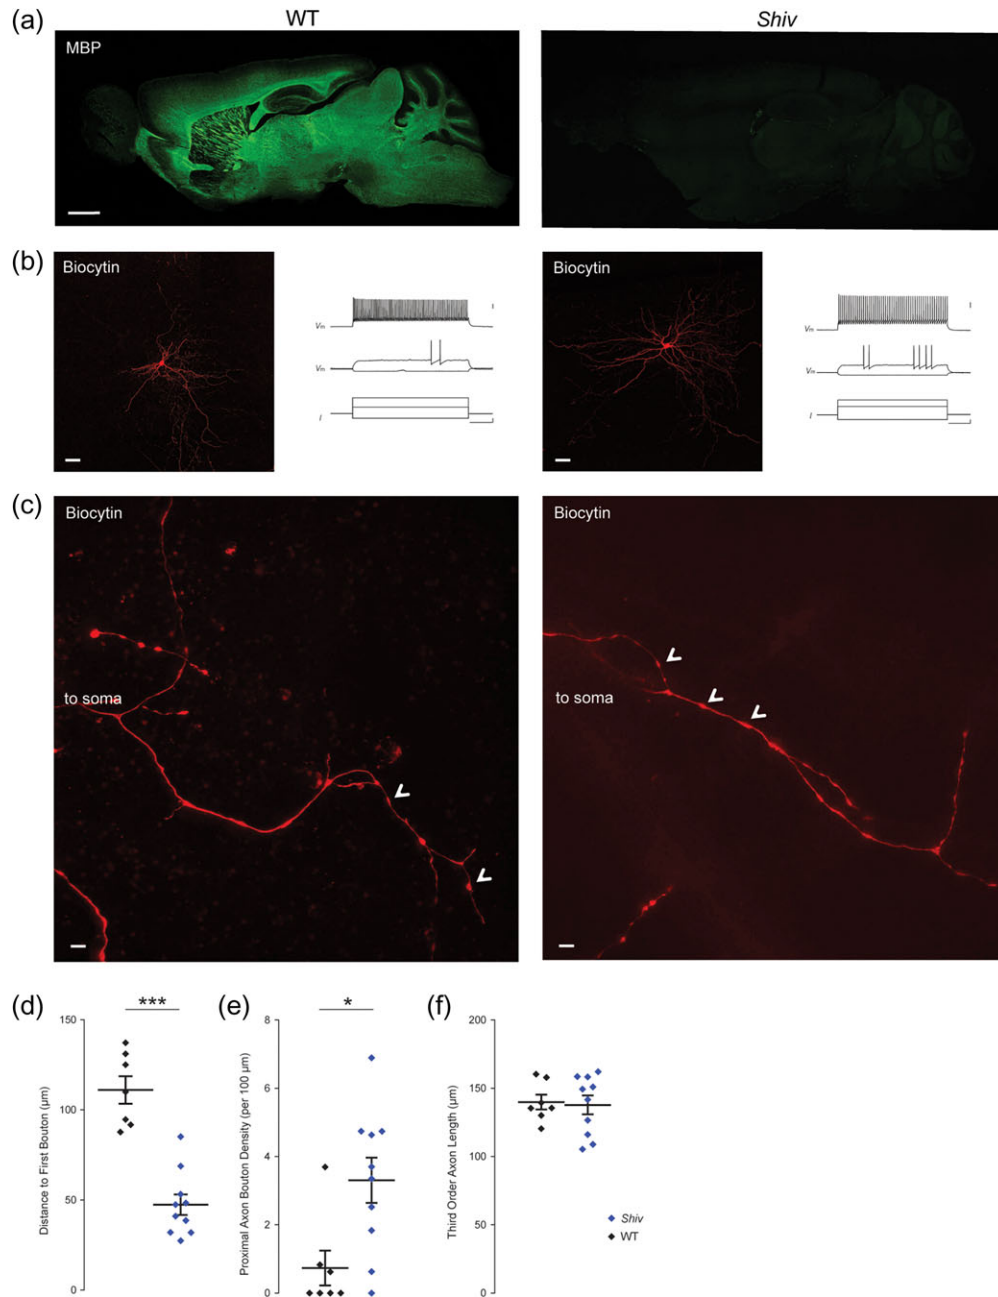 WT
Shiv
(a)
MBP
(b)
Biocytin
Vm
Vm
I
Biocytin
Vm
Vm
I
(c)
Biocytin
to soma
Biocytin
to soma
(d)
***
Distance to First Bouton (µm)
150
100
50
0
(e)
*
Proximal Axon Bouton Density (per 100 µm)
8
6
4
2
0
(f)
Third Order Axon Length (µm)
200
150
100
50
0
Shiv
WT